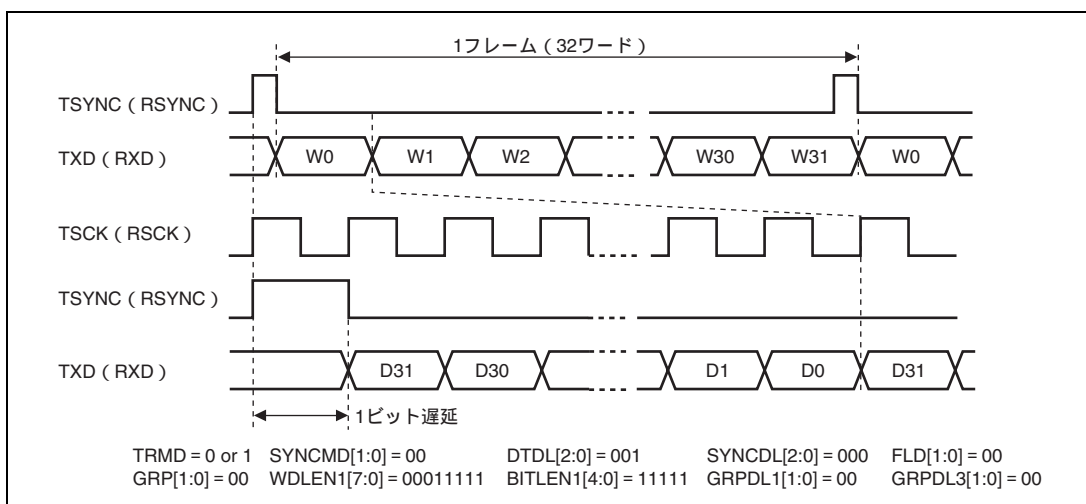 1フレーム(32ワード)
TSYNC(RSYNC)
TXD(RXD)
W0 W1 W2 W30 W31 W0
TSCK(RSCK)
TSYNC(RSYNC)
TXD(RXD)
D31 D30 D1 D0 D31
1ビット遅延
TRMD = 0 or 1 SYNCMD[1:0] = 00 DTDL[2:0] = 001 SYNCDL[2:0] = 000 FLD[1:0] = 00
GRP[1:0] = 00 WDLEN1[7:0] = 00011111 BITLEN1[4:0] = 11111 GRPDL1[1:0] = 00 GRPDL3[1:0] = 00